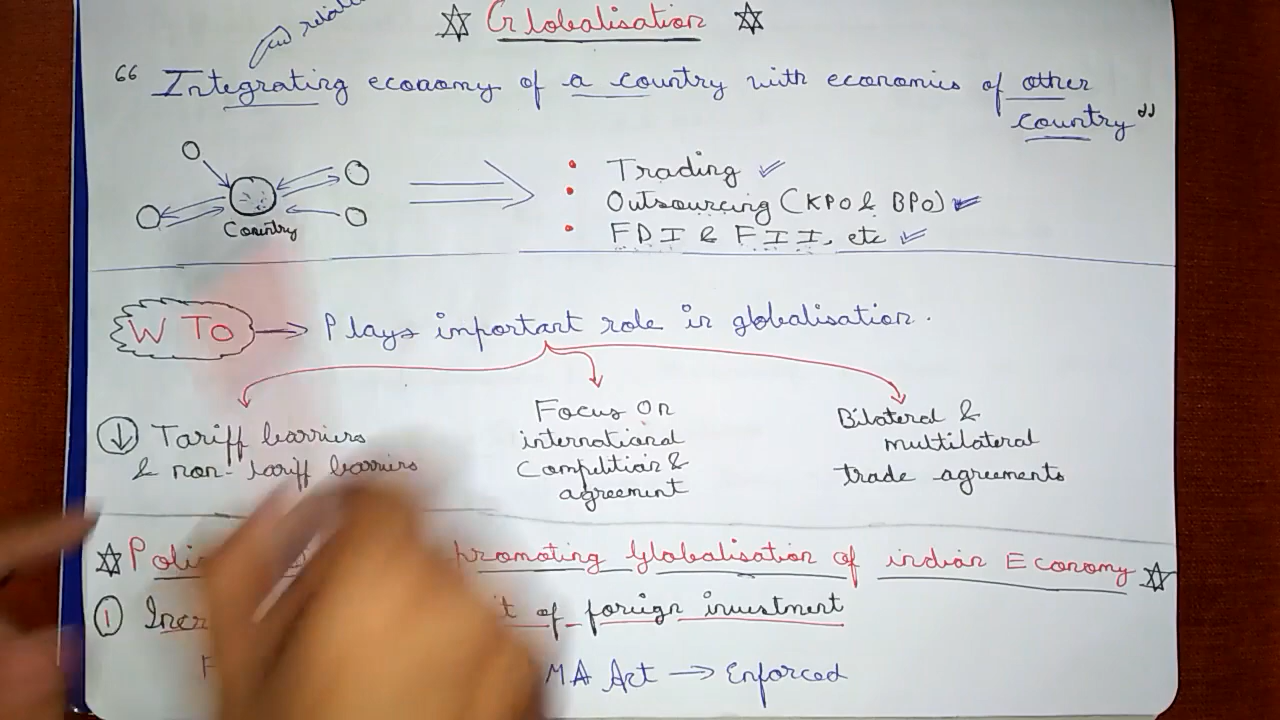 Globalisation
“ Integrating economy of a country with economies of other
country”
Trading
Outsourcing (KPO & BPO)
Country
FDI & FII, etc
WTO → Plays important role in globalisation.
↓ Tariff barriers
& non-tariff barriers
Focus On
international
Competition &
agreement
Bilateral &
multilateral
trade agreements
promoting Globalisation of indian Economy
1 of foreign investment
MA Act → Enforced